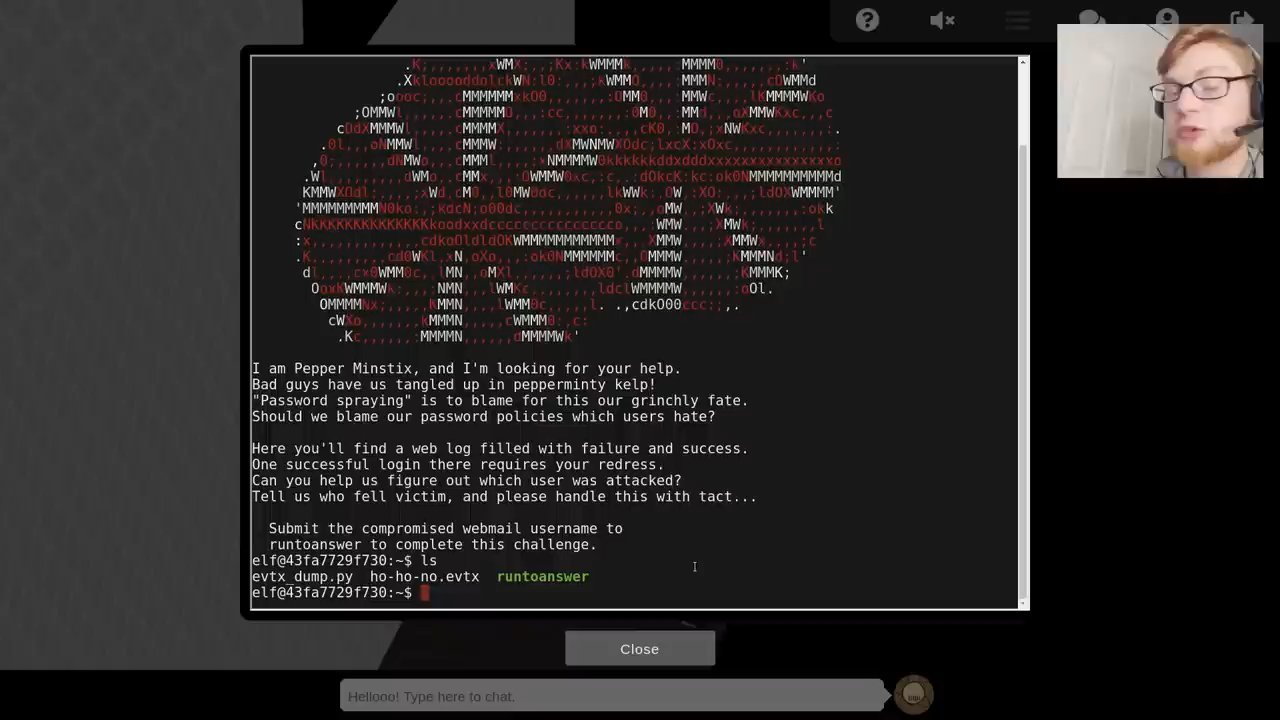 I am Pepper Minstix, and I'm looking for your help.
Bad guys have us tangled up in pepperminty kelp!
"Password spraying" is to blame for this our grinchly fate.
Should we blame our password policies which users hate?
Here you'll find a web log filled with failure and success.
One successful login there requires your redress.
Can you help us figure out which user was attacked?
Tell us who fell victim, and please handle this with tact...
Submit the compromised webmail username to
runtoanswer to complete this challenge.
elf@43fa7729f730:~$ ls
evtx_dump.py  ho-ho-no.evtx  runtoanswer
elf@43fa7729f730:~$
Close
Hellooo! Type here to chat.